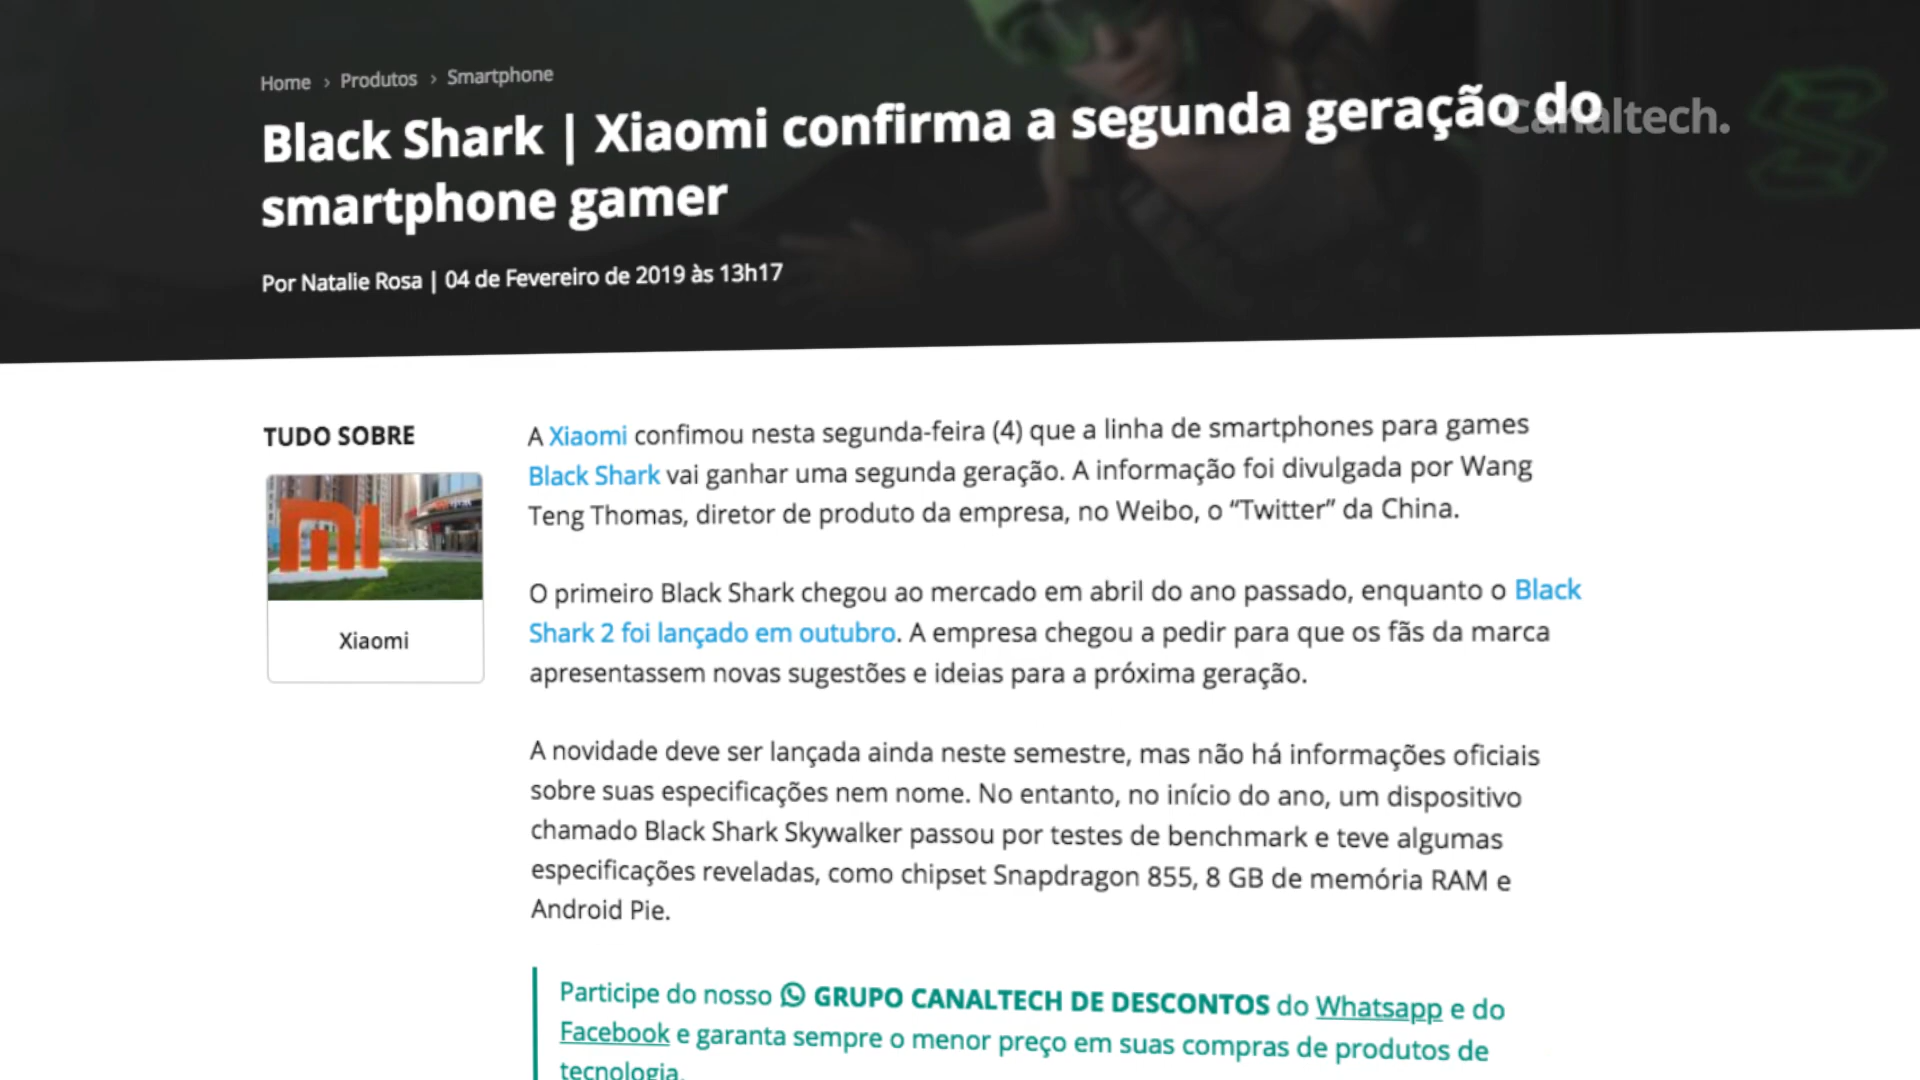 Home › Produtos › Smartphone
Black Shark | Xiaomi confirma a segunda geração do
smartphone gamer
Canaltech.
Por Natalie Rosa | 04 de Fevereiro de 2019 às 13h17
TUDO SOBRE
Xiaomi
A Xiaomi confimou nesta segunda-feira (4) que a linha de smartphones para games
Black Shark vai ganhar uma segunda geração. A informação foi divulgada por Wang
Teng Thomas, diretor de produto da empresa, no Weibo, o “Twitter” da China.
O primeiro Black Shark chegou ao mercado em abril do ano passado, enquanto o Black
Shark 2 foi lançado em outubro. A empresa chegou a pedir para que os fãs da marca
apresentassem novas sugestões e ideias para a próxima geração.
A novidade deve ser lançada ainda neste semestre, mas não há informações oficiais
sobre suas especificações nem nome. No entanto, no início do ano, um dispositivo
chamado Black Shark Skywalker passou por testes de benchmark e teve algumas
especificações reveladas, como chipset Snapdragon 855, 8 GB de memória RAM e
Android Pie.
Participe do nosso GRUPO CANALTECH DE DESCONTOS do Whatsapp e do
Facebook e garanta sempre o menor preço em suas compras de produtos de
tecnologia.